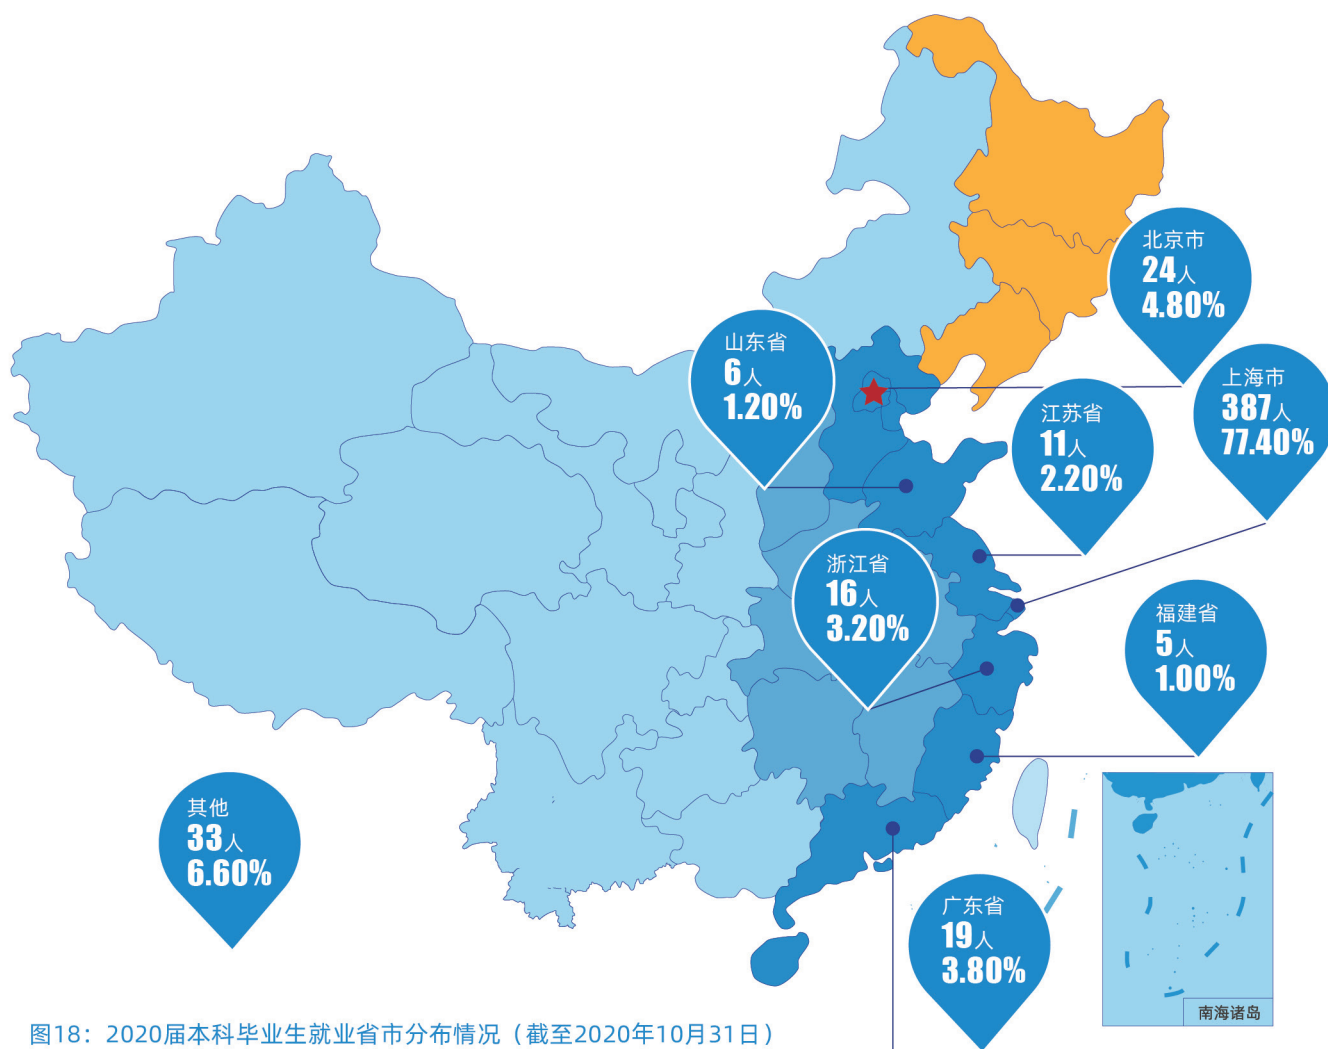 北京市
24人
4.80%
山东省
6人
1.20%
上海市
387人
77.40%
江苏省
11人
2.20%
浙江省
16人
3.20%
福建省
5人
1.00%
其他
33人
6.60%
广东省
19人
3.80%
南海诸岛
图18：2020届本科毕业生就业省市分布情况（截至2020年10月31日）